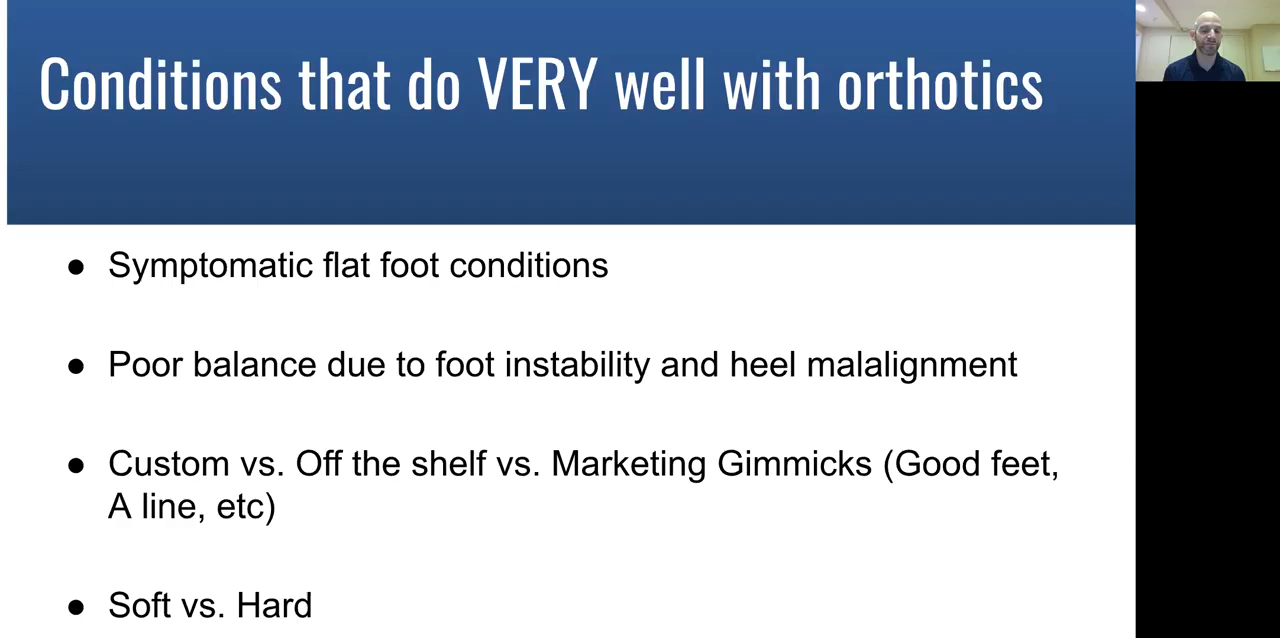 Conditions that do VERY well with orthotics
● Symptomatic flat foot conditions
● Poor balance due to foot instability and heel malalignment
● Custom vs. Off the shelf vs. Marketing Gimmicks (Good feet,
A line, etc)
● Soft vs. Hard